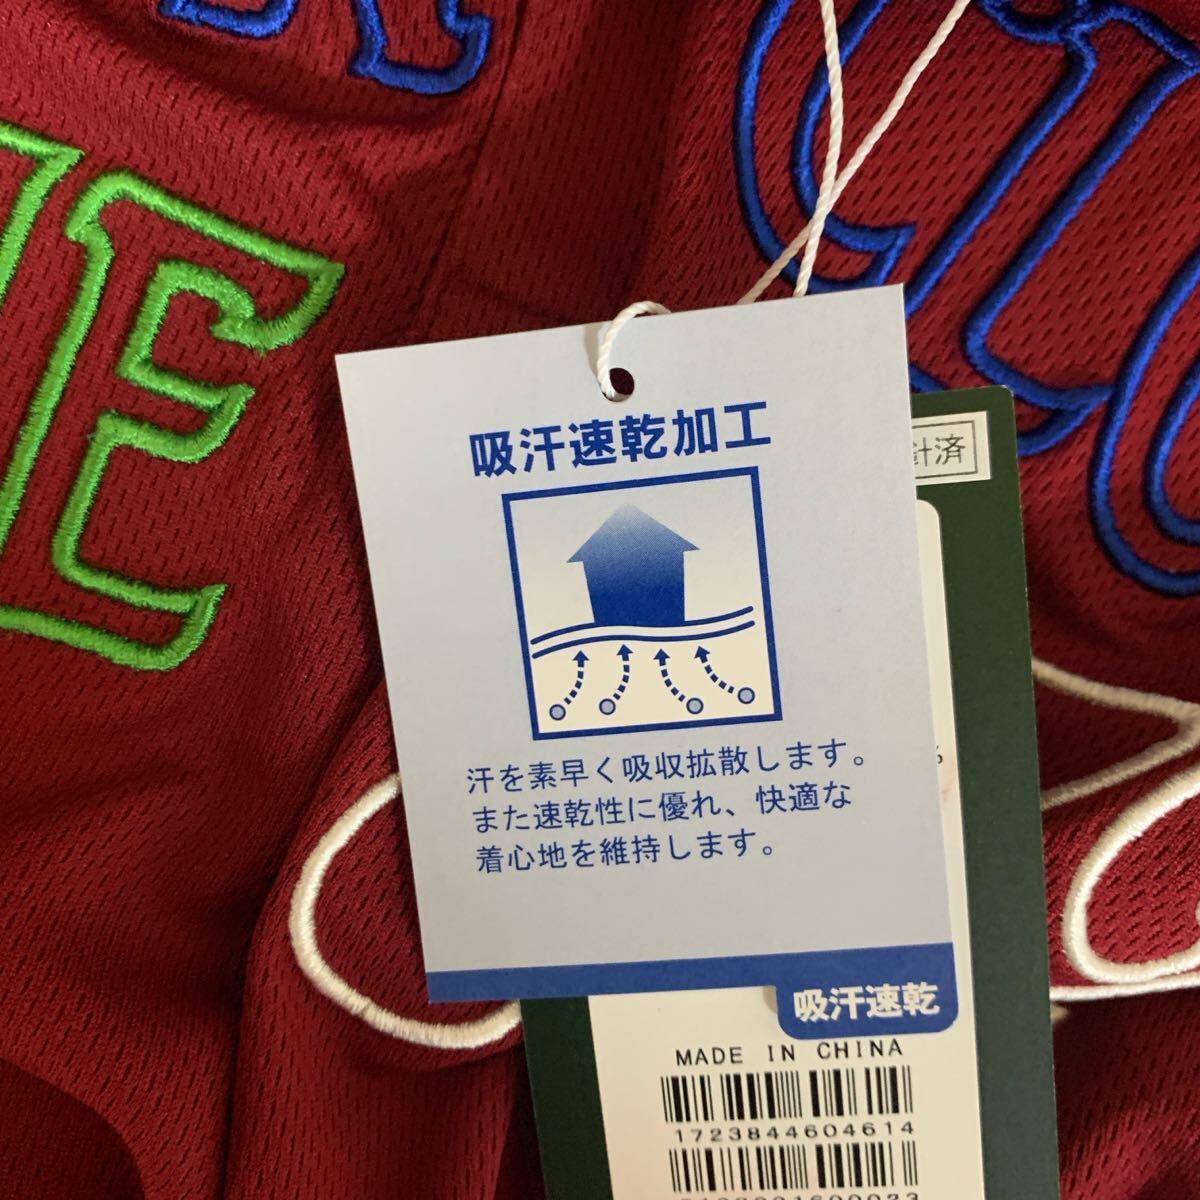 E
吸汗速乾加工
針済
汗を素早く吸収拡散します。
また速乾性に優れ、快適な
着心地を維持します。
%
吸汗速乾
MADE IN CHINA
1723844604614